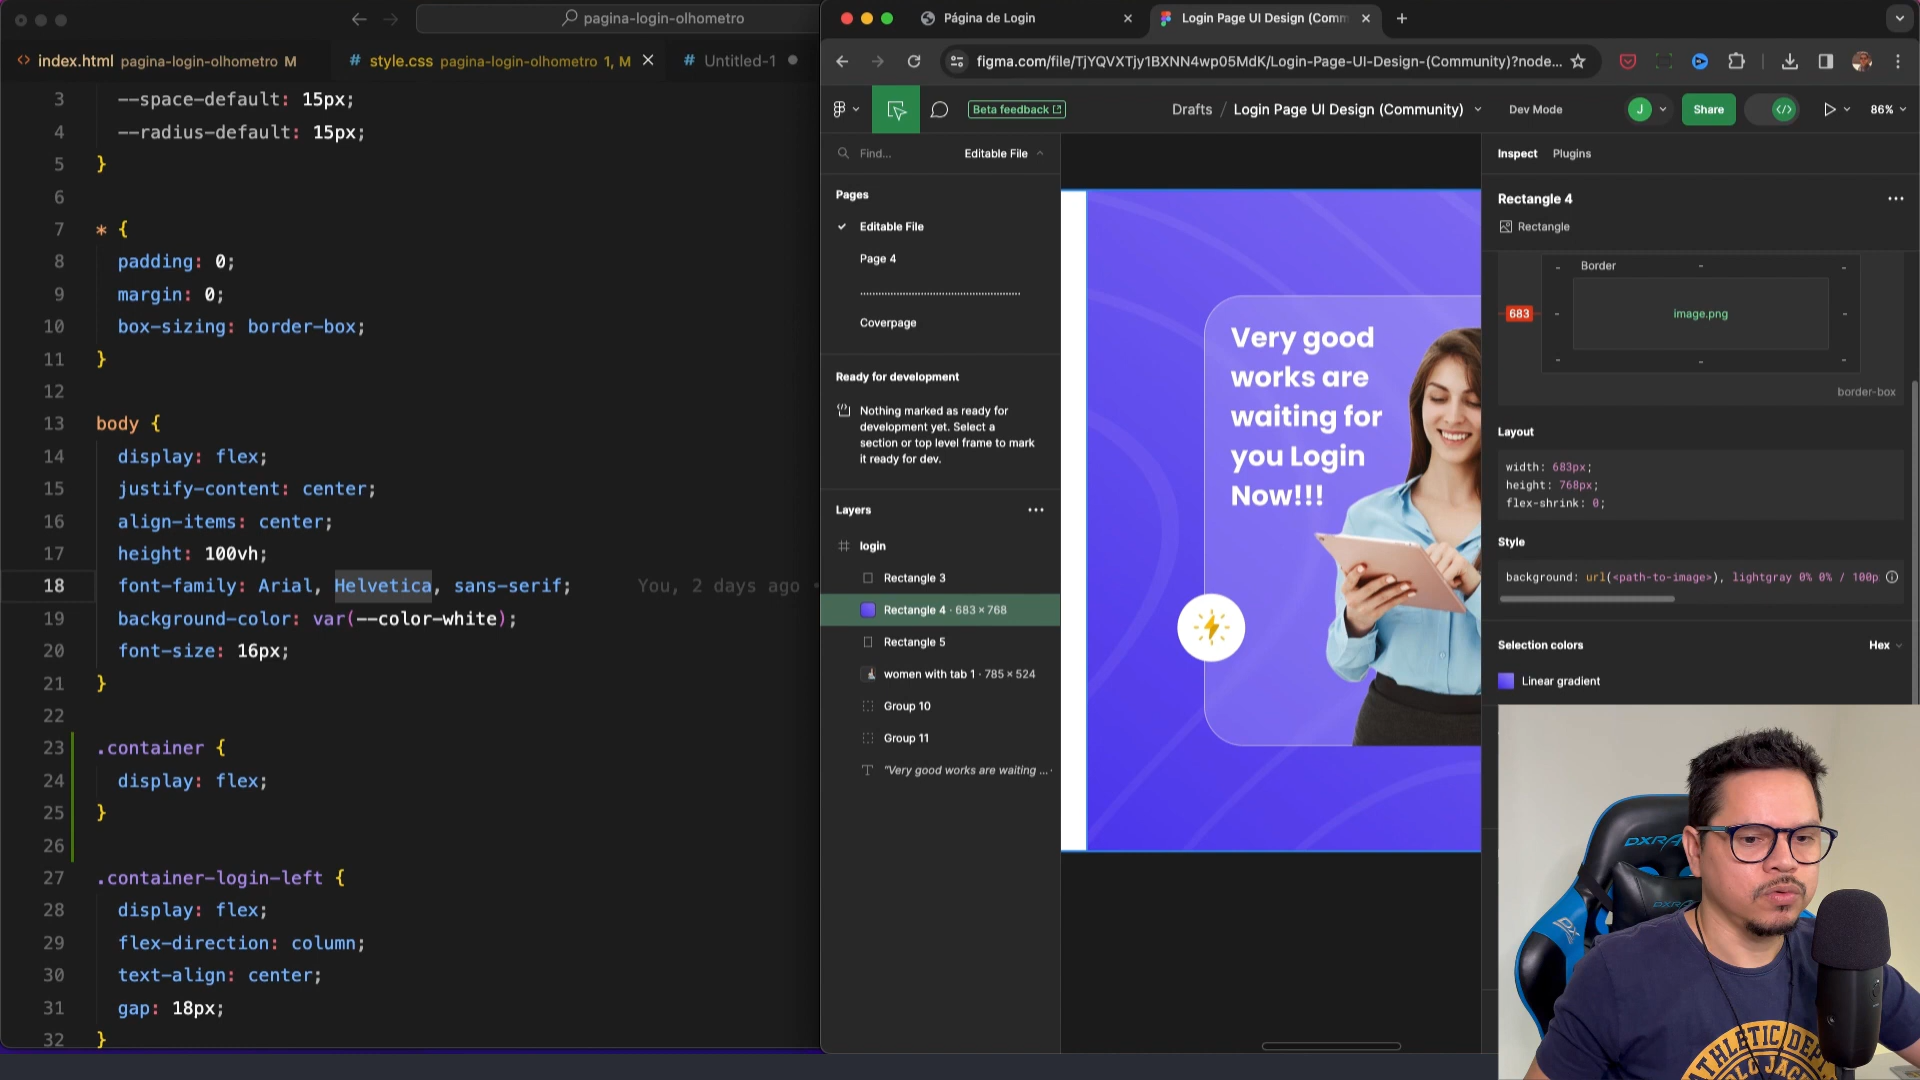 pagina-login-olhometro
index.html pagina-login-olhometro M
# style.css pagina-login-olhometro 1, M
# Untitled-1
3 --space-default: 15px;
4 --radius-default: 15px;
5 }
6
7 * {
8 padding: 0;
9 margin: 0;
10 box-sizing: border-box;
11 }
12
13 body {
14 display: flex;
15 justify-content: center;
16 align-items: center;
17 height: 100vh;
18 font-family: Arial, Helvetica, sans-serif; You, 2 days ago •
19 background-color: var(--color-white);
20 font-size: 16px;
21 }
22
23 .container {
24 display: flex;
25 }
26
27 .container-login-left {
28 display: flex;
29 flex-direction: column;
30 text-align: center;
31 gap: 18px;
32 }
Página de Login
Login Page UI Design (Comm
figma.com/file/TjYQVXTjy1BXNN4wp05MdK/Login-Page-UI-Design-(Community)?node...
Beta feedback
Drafts / Login Page UI Design (Community)
Dev Mode
J
Share
86%
Find...
Editable File
Pages
Editable File
Page 4
Coverpage
Ready for development
Nothing marked as ready for
development yet. Select a
section or top level frame to mark
it ready for dev.
Layers
login
Rectangle 3
Rectangle 4 · 683 × 768
Rectangle 5
women with tab 1 · 785 × 524
Group 10
Group 11
"Very good works are waiting ... ·
Very good
works are
waiting for
you Login
Now!!!
Inspect Plugins
Rectangle 4
Rectangle
Border
683
image.png
border-box
Layout
width: 683px;
height: 768px;
flex-shrink: 0;
Style
background: url(<path-to-image>), lightgray 0% 0% / 100p
Selection colors
Hex
Linear gradient
DXRA
ATHLETIC DEP